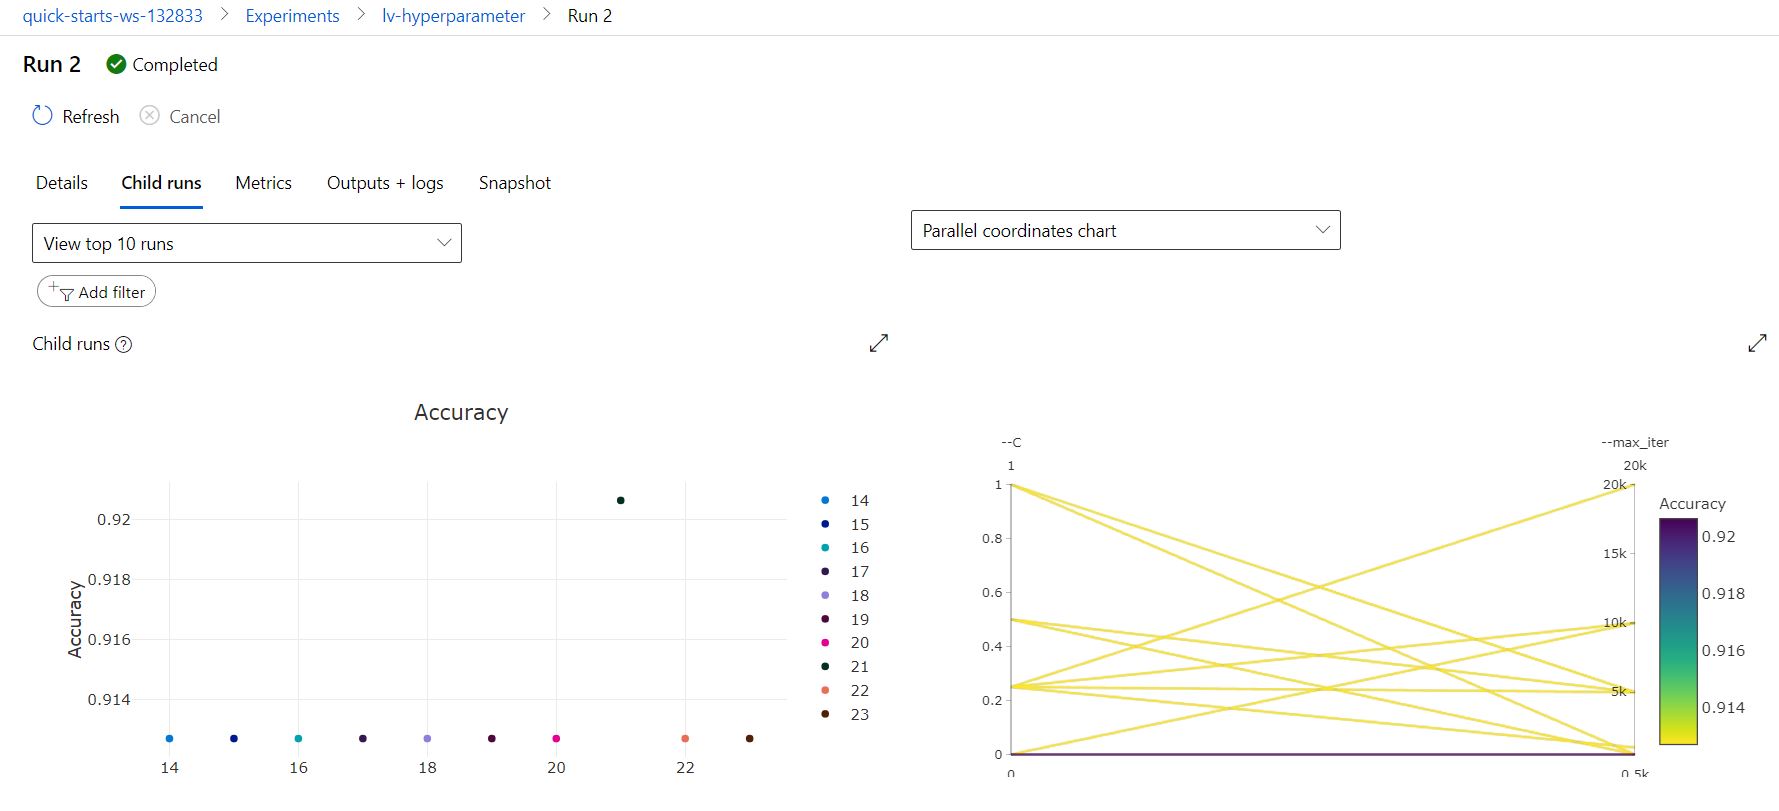 quick-starts-ws-132833 > Experiments > lv-hyperparameter > Run 2
Run 2 Completed
Refresh Cancel
Details Child runs Metrics Outputs + logs Snapshot
View top 10 runs
Parallel coordinates chart
Add filter
Child runs
Accuracy
Accuracy
0.92
0.918
0.916
0.914
14 16 18 20 22
14
15
16
17
18
19
20
21
22
23
--C
1
1
0.8
0.6
0.4
0.2
0
0
--max_iter
20k
20k
15k
10k
5k
0.5k
Accuracy
0.92
0.918
0.916
0.914